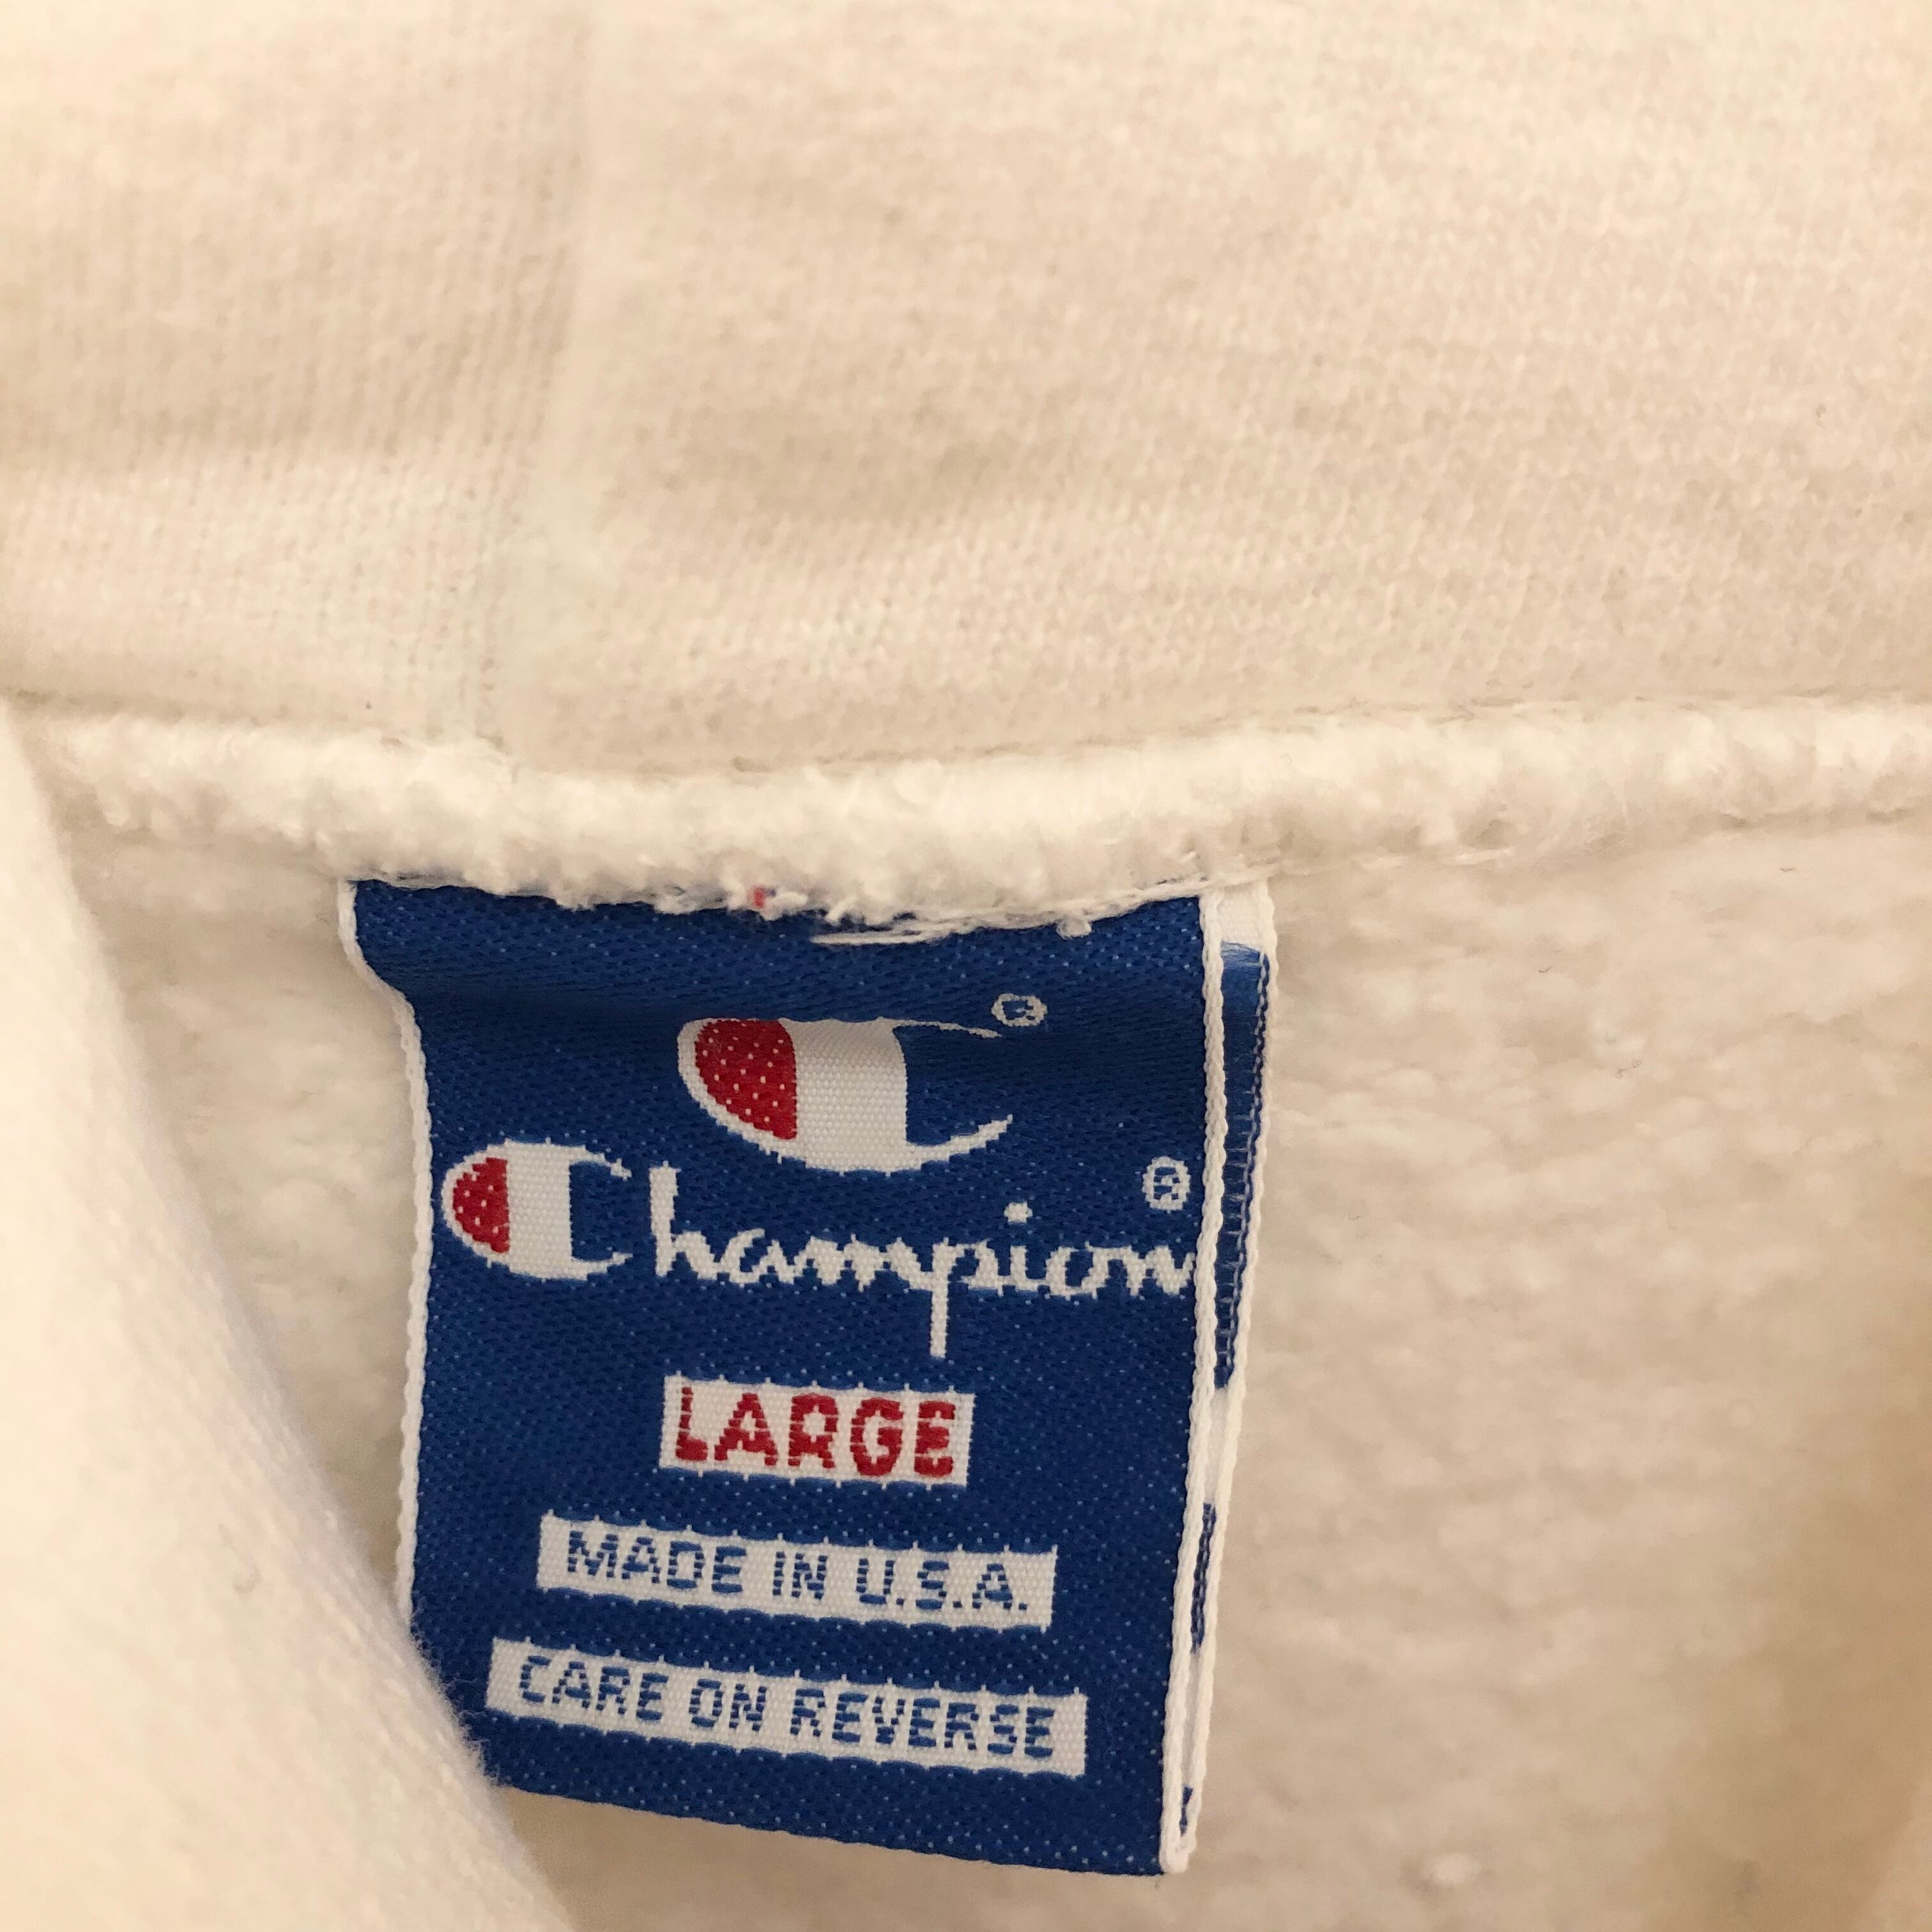 C®
Champion®
LARGE
MADE IN U.S.A.
CARE ON REVERSE